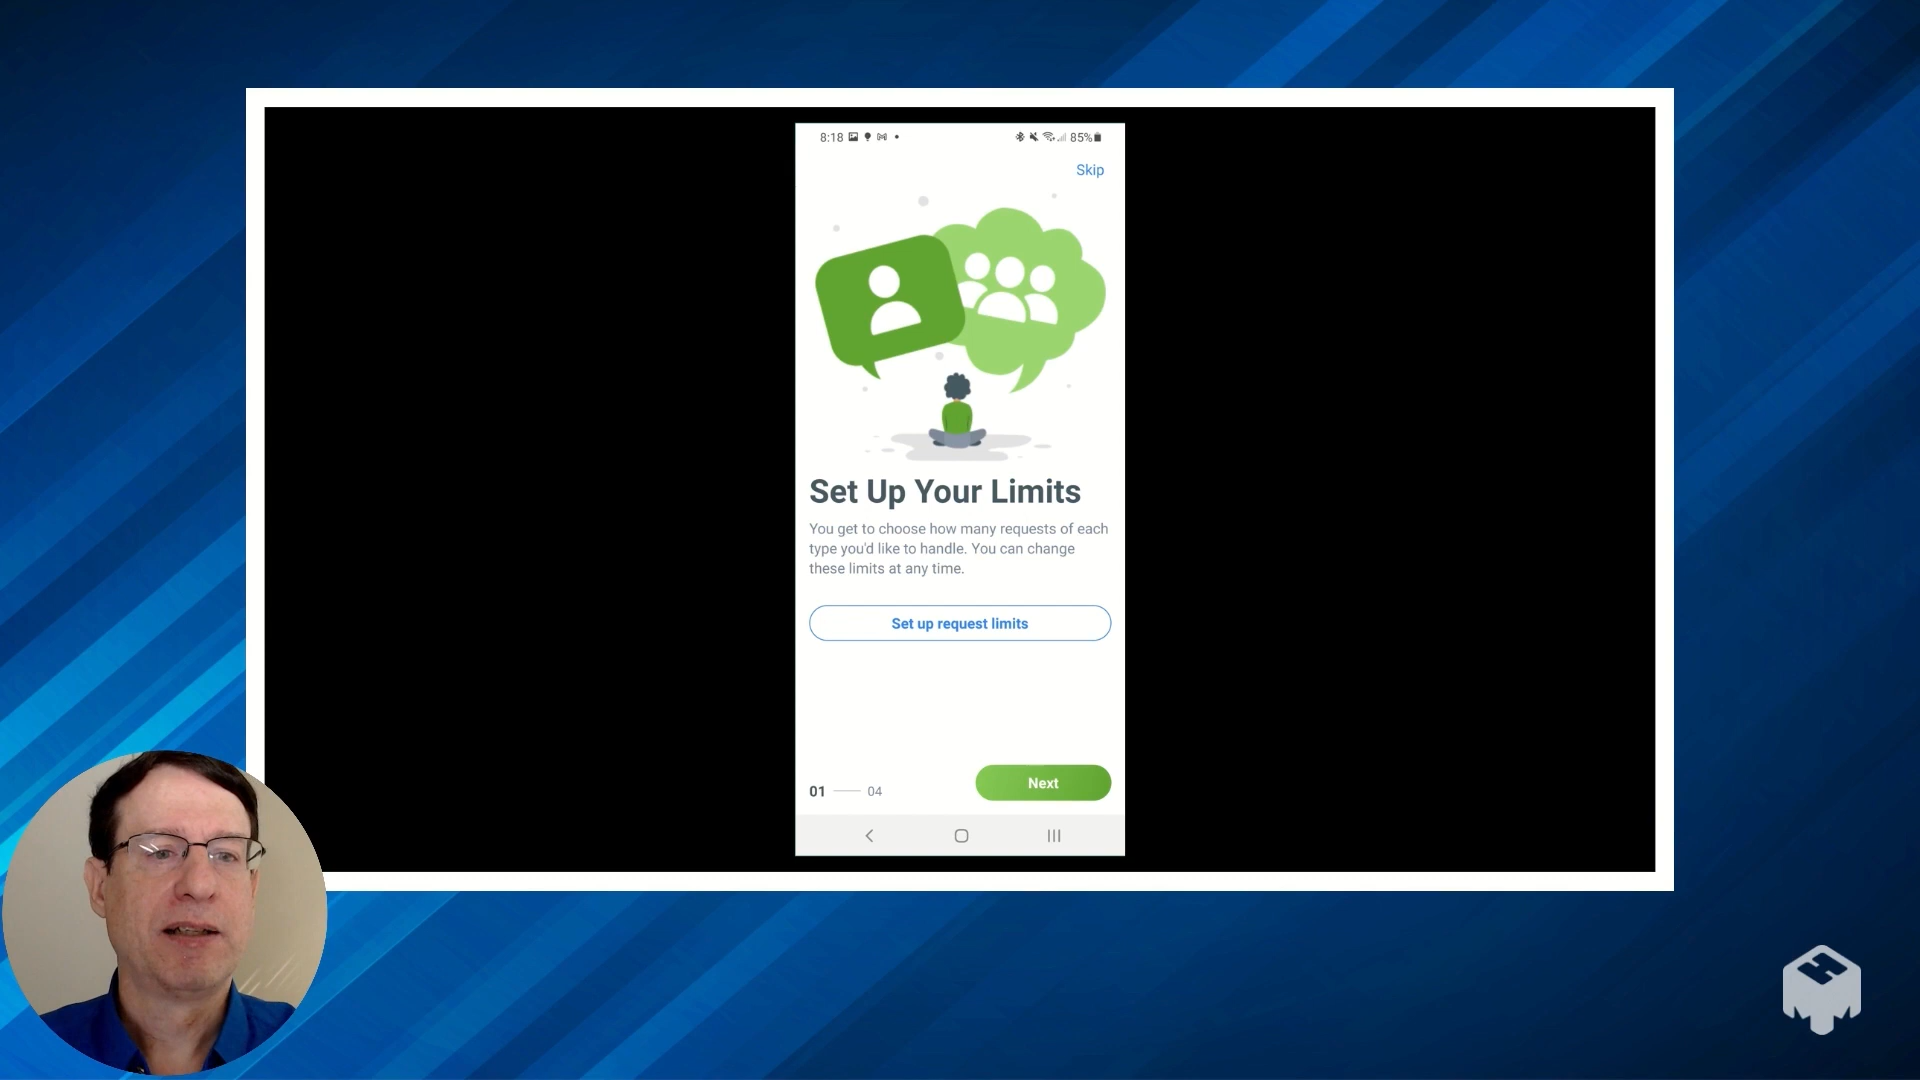 8:18
85%
Skip
Set Up Your Limits
You get to choose how many requests of each
type you'd like to handle. You can change
these limits at any time.
Set up request limits
01
04
Next